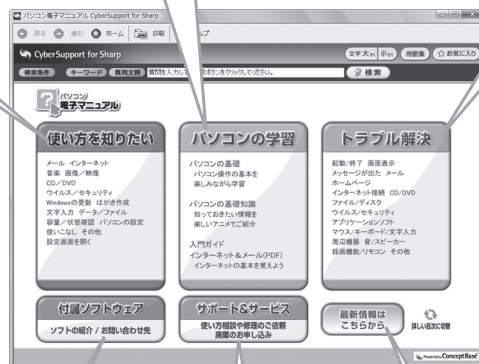 パソコン電子マニュアル CyberSupport for Sharp
戻る 進む ホーム 印刷
CyberSupport for Sharp
文字 大きく 小さく 用語集 ☆お気に入り
検索条件 キーワード 質問文例 質問を入力して ボタンをクリックしてください。 検索
パソコン
電子マニュアル
使い方を知りたい
メール インターネット
音楽 画像/映像
CD/DVD
ウイルス/セキュリティ
Windowsの更新 はがき作成
文字入力 データ/ファイル
容量/状態確認 パソコンの設定
使いこなし その他
設定画面を開く
パソコンの学習
パソコンの基礎
パソコン操作の基本を
楽しみながら学習
パソコンの基礎知識
知っておきたい情報を
楽しいアニメでご紹介
入門ガイド
インターネット&メール(PDF)
インターネットの基本を覚えよう
トラブル解決
起動/終了 画面表示
メッセージが出た メール
ホームページ
インターネット接続 CD/DVD
ファイル/ディスク
ウイルス/セキュリティ
アプリケーションソフト
マウス/キーボード/文字入力
周辺機器 音/スピーカー
録画機能/リモコン その他
付属ソフトウェア
ソフトの紹介/お問い合わせ先
サポート&サービス
使い方相談や修理のご依頼
廃棄のお申し込み
最新情報は
こちらから
詳しい目次に切替
Powered by ConceptBase